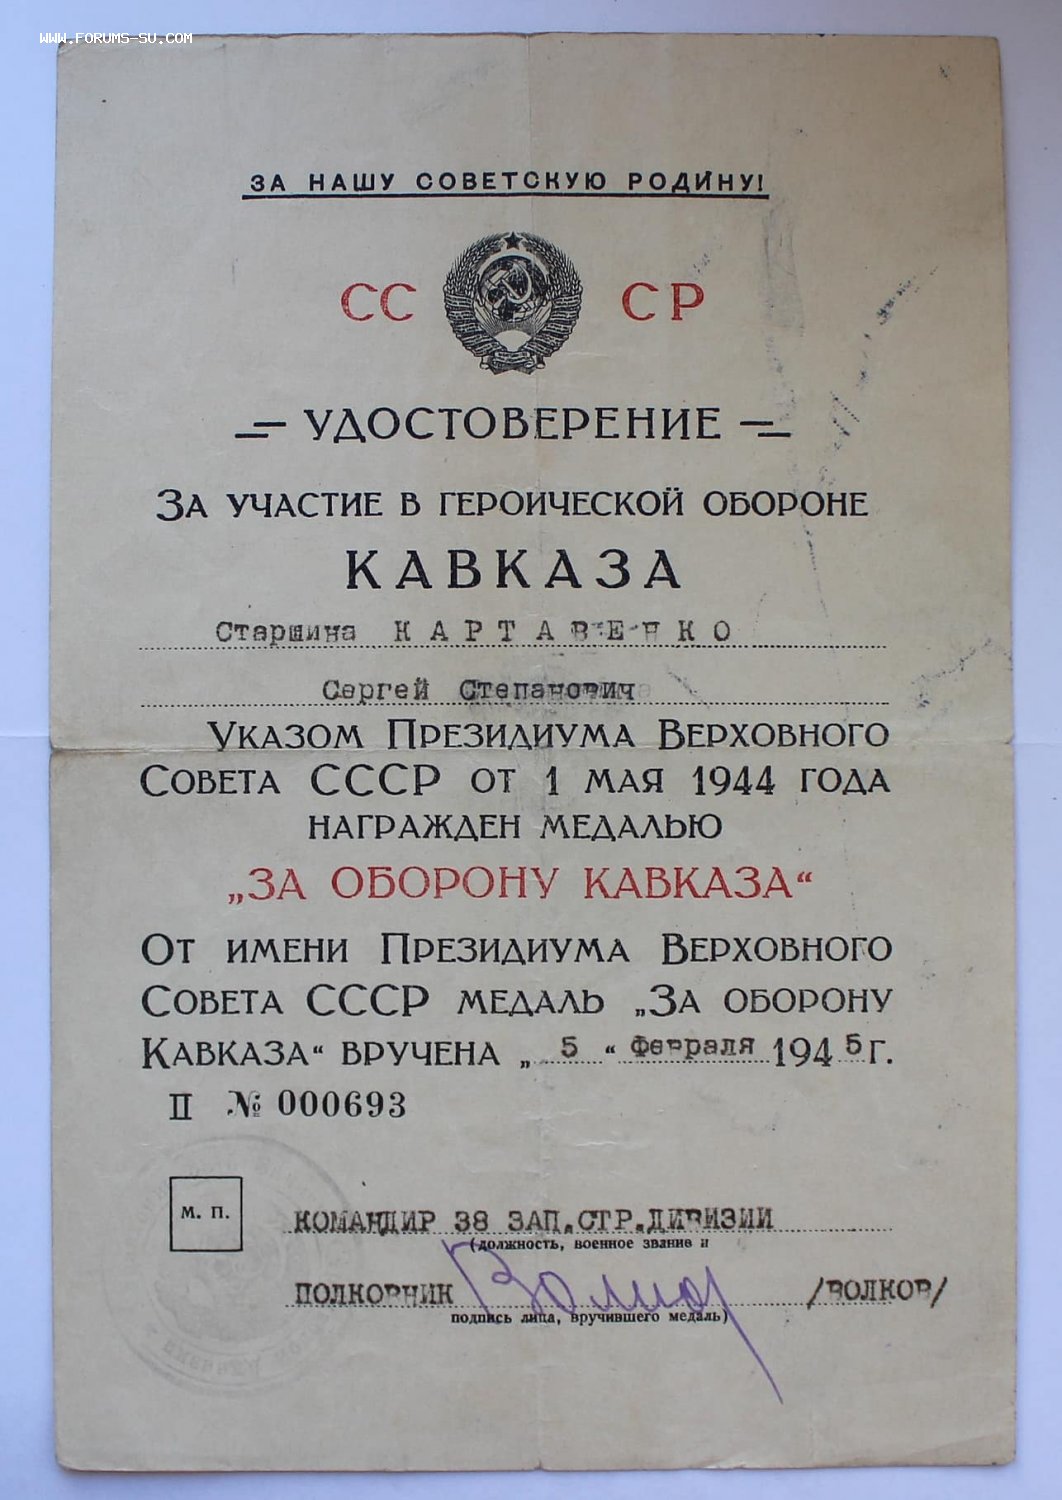 WWW.FORUMS-SU.COM
ЗА НАШУ СОВЕТСКУЮ РОДИНУ!
СС СР
УДОСТОВЕРЕНИЕ
ЗА УЧАСТИЕ В ГЕРОИЧЕСКОЙ ОБОРОНЕ
КАВКАЗА
Старшина КАРТАВЕНКО
Сергей Степанович
УКАЗОМ ПРЕЗИДИУМА ВЕРХОВНОГО
СОВЕТА СССР ОТ 1 МАЯ 1944 ГОДА
НАГРАЖДЕН МЕДАЛЬЮ
„ЗА ОБОРОНУ КАВКАЗА“
ОТ ИМЕНИ ПРЕЗИДИУМА ВЕРХОВНОГО
СОВЕТА СССР МЕДАЛЬ „ЗА ОБОРОНУ
КАВКАЗА“ ВРУЧЕНА „ 5 “ Февраля 1945 Г.
II № 000693
М. П.
КОМАНДИР 38 ЗАП.СТР.ДИВИЗИИ
(должность, военное звание и
ПОЛКОВНИК /ВОЛКОВ/
подпись лица, вручившего медаль)